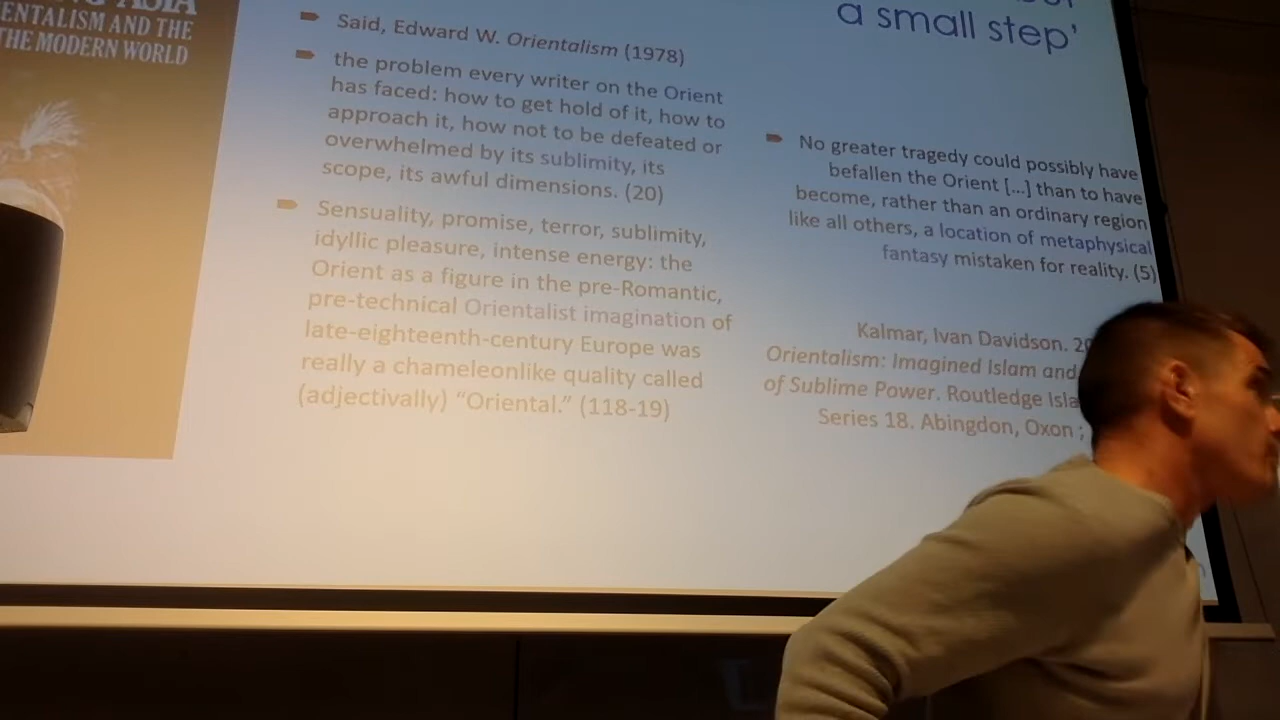 ASIA
ENTALISM AND THE
THE MODERN WORLD
Said, Edward W. Orientalism (1978)
the problem every writer on the Orient
has faced: how to get hold of it, how to
approach it, how not to be defeated or
overwhelmed by its sublimity, its
scope, its awful dimensions. (20)
Sensuality, promise, terror, sublimity,
idyllic pleasure, intense energy: the
Orient as a figure in the pre-Romantic,
pre-technical Orientalist imagination of
late-eighteenth-century Europe was
really a chameleonlike quality called
(adjectivally) “Oriental.” (118-19)
a small step’
No greater tragedy could possibly have
befallen the Orient [...] than to have
become, rather than an ordinary region
like all others, a location of metaphysical
fantasy mistaken for reality. (5)
Kalmar, Ivan Davidson. 20
Orientalism: Imagined Islam and
of Sublime Power. Routledge Isla
Series 18. Abingdon, Oxon ;